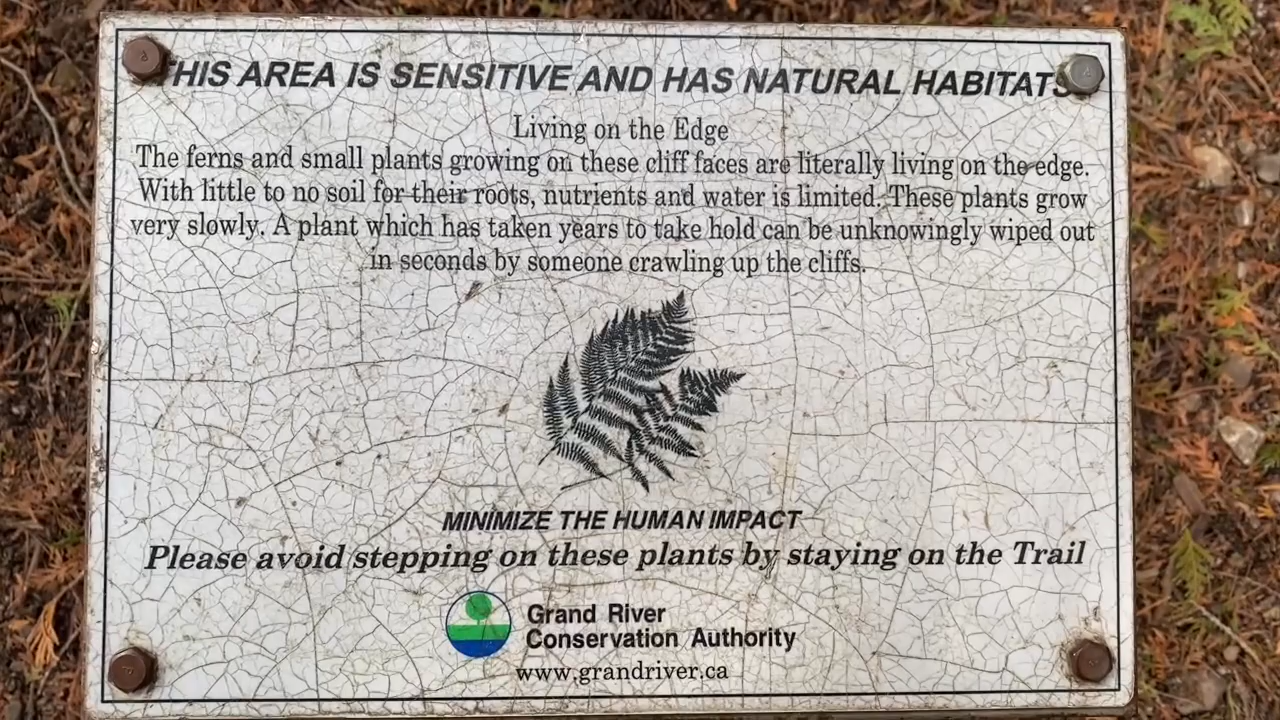 THIS AREA IS SENSITIVE AND HAS NATURAL HABITATS
Living on the Edge
The ferns and small plants growing on these cliff faces are literally living on the edge.
With little to no soil for their roots, nutrients and water is limited. These plants grow
very slowly. A plant which has taken years to take hold can be unknowingly wiped out
in seconds by someone crawling up the cliffs.
MINIMIZE THE HUMAN IMPACT
Please avoid stepping on these plants by staying on the Trail
Grand River
Conservation Authority
www.grandriver.ca